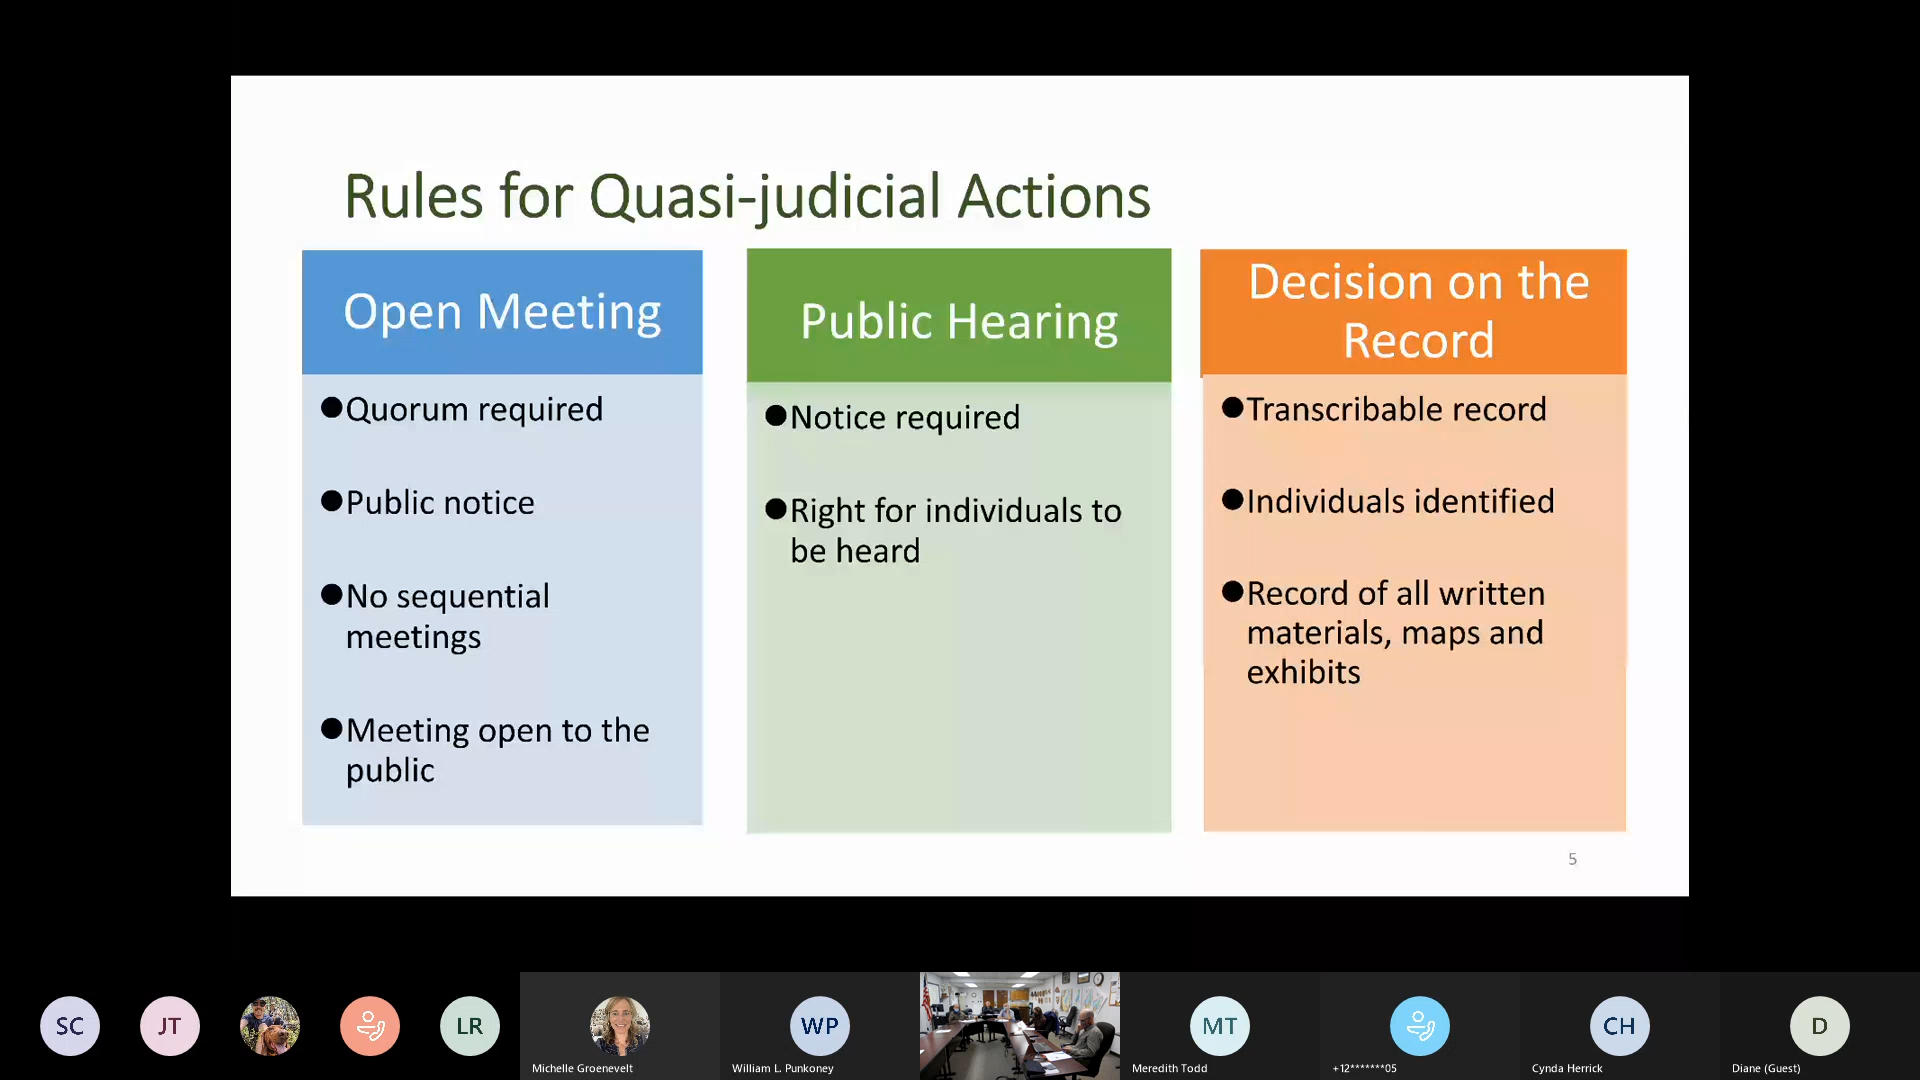 Rules for Quasi-judicial Actions
Open Meeting
●Quorum required
●Public notice
●No sequential
meetings
●Meeting open to the
public
Public Hearing
●Notice required
●Right for individuals to
be heard
Decision on the
Record
●Transcribable record
●Individuals identified
●Record of all written
materials, maps and
exhibits
5
SC
JT
LR
Michelle Groenevelt
WP
William L. Punkoney
MT
Meredith Todd
+12*******05
CH
Cynda Herrick
D
Diane (Guest)